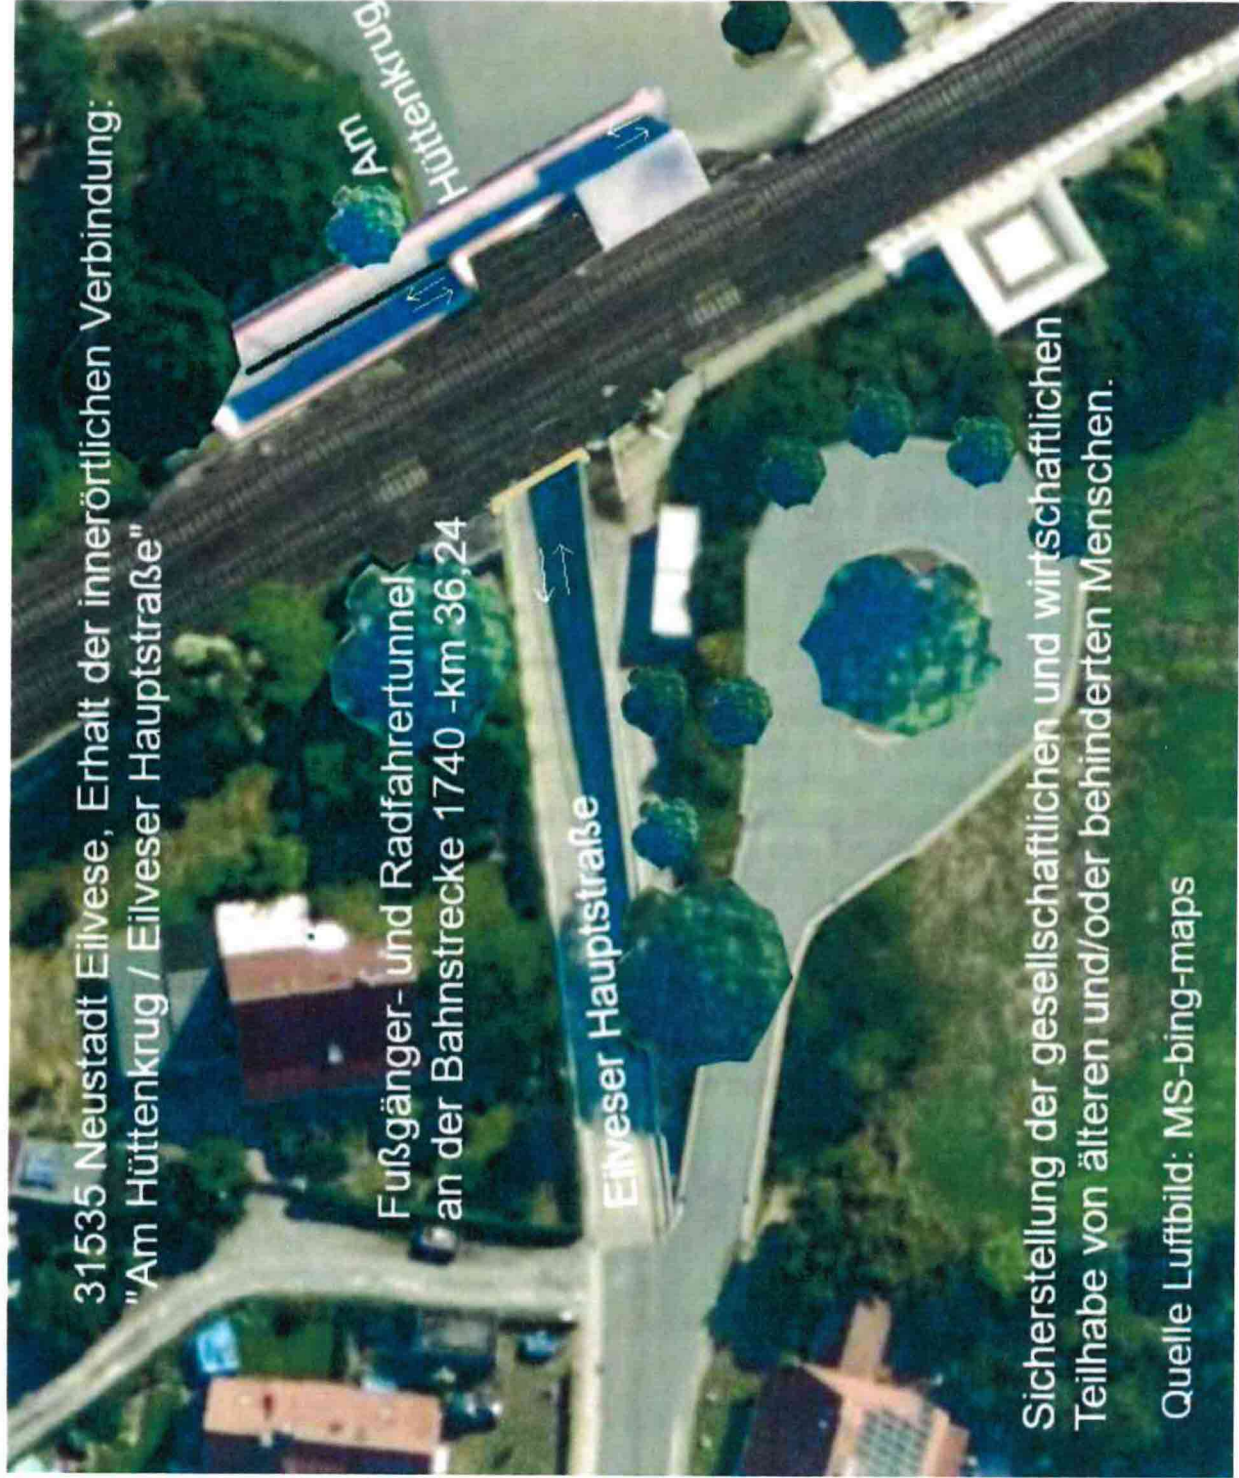 31535 Neustadt Eilvese, Erhalt der innerörtlichen Verbindung:
"Am Hüttenkrug / Eilveser Hauptstraße"
Am
Hüttenkrug
Fußgänger- und Radfahrertunnel
an der Bahnstrecke 1740 -km 36,24
Eilveser Hauptstraße
Sicherstellung der gesellschaftlichen und wirtschaftlichen
Teilhabe von älteren und/oder behinderten Menschen.
Quelle Luftbild: MS-bing-maps